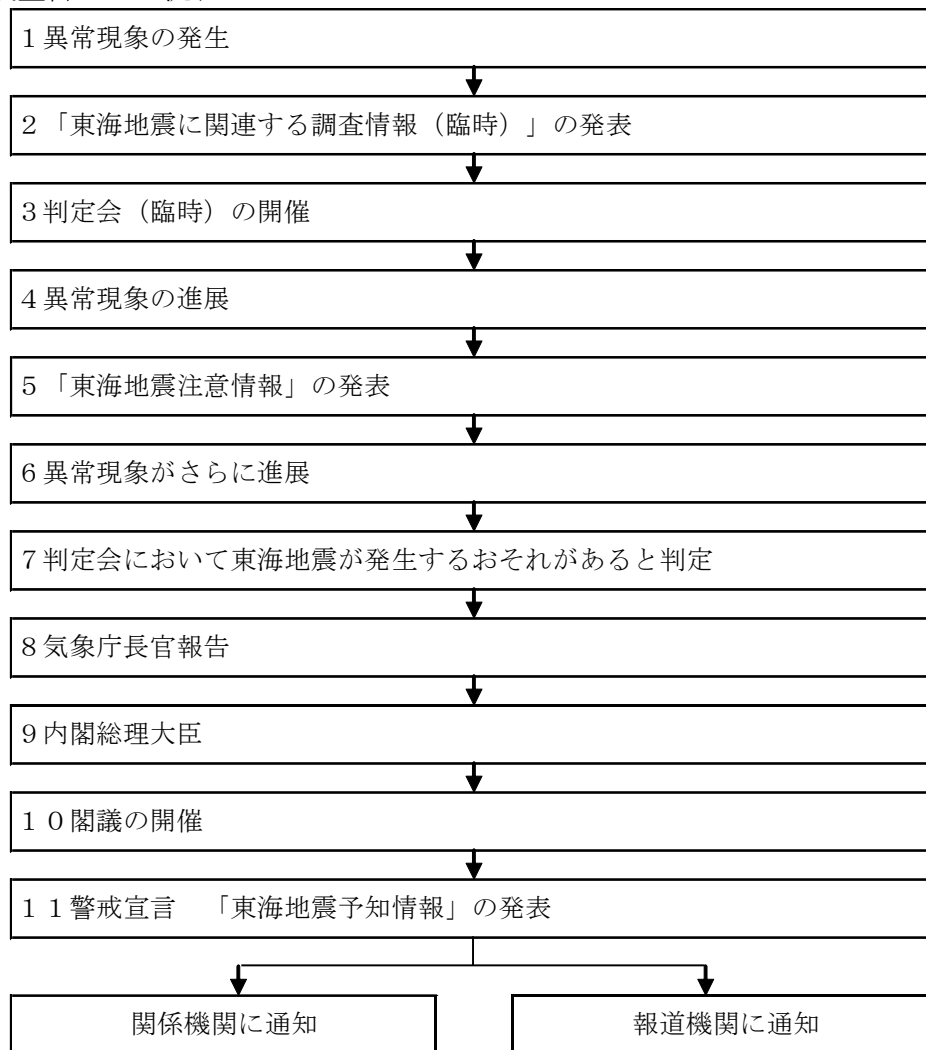 １異常現象の発生
２「東海地震に関連する調査情報（臨時）」の発表
３判定会（臨時）の開催
４異常現象の進展
５「東海地震注意情報」の発表
６異常現象がさらに進展
７判定会において東海地震が発生するおそれがあると判定
８気象庁長官報告
９内閣総理大臣
１０閣議の開催
１１警戒宣言　「東海地震予知情報」の発表
関係機関に通知
報道機関に通知